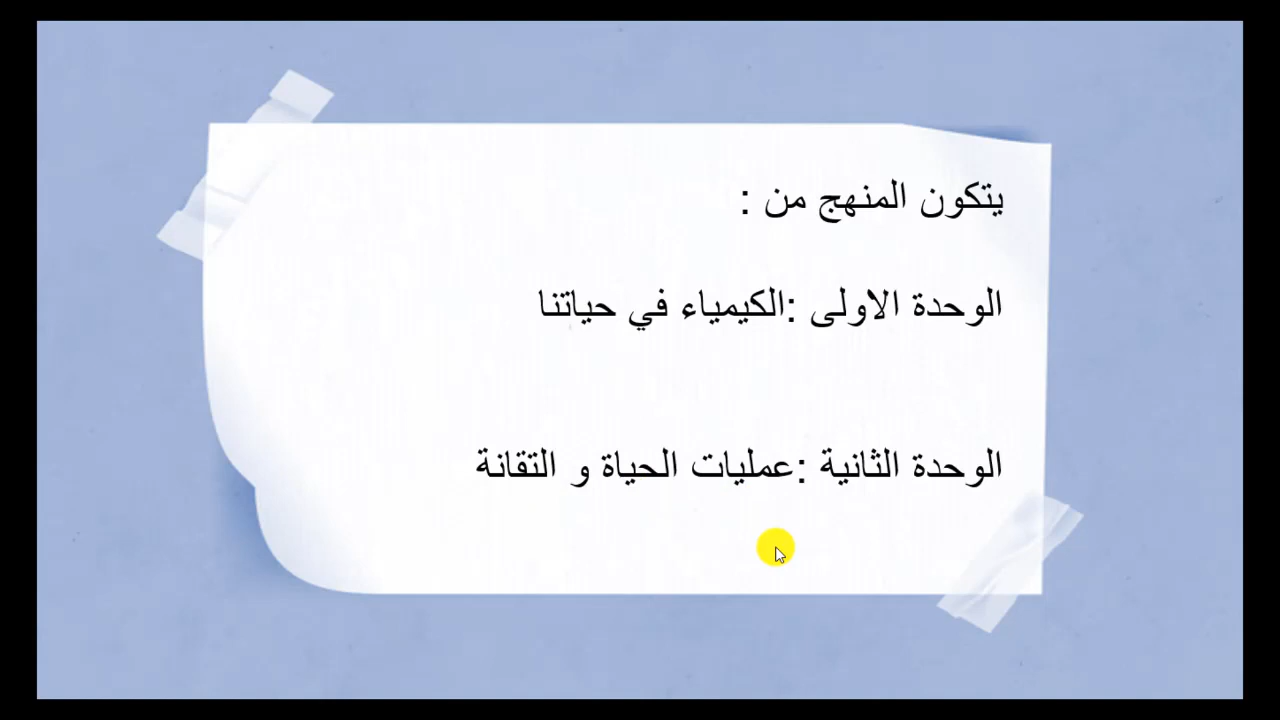 يتكون المنهج من :
الوحدة الاولى :الكيمياء في حياتنا
الوحدة الثانية :عمليات الحياة و التقانة